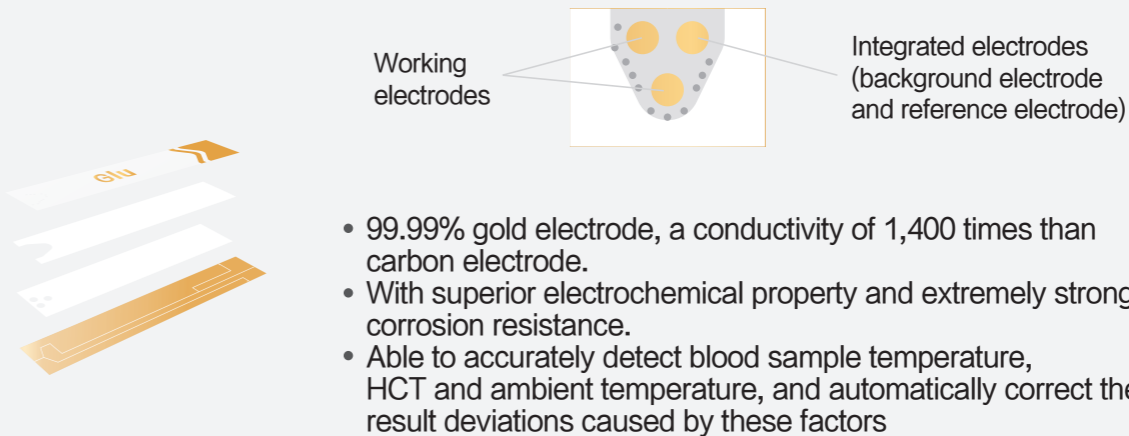 Working
electrodes
Integrated electrodes
(background electrode
and reference electrode)
Glu
• 99.99% gold electrode, a conductivity of 1,400 times than
carbon electrode.
• With superior electrochemical property and extremely strong
corrosion resistance.
• Able to accurately detect blood sample temperature,
HCT and ambient temperature, and automatically correct the
result deviations caused by these factors